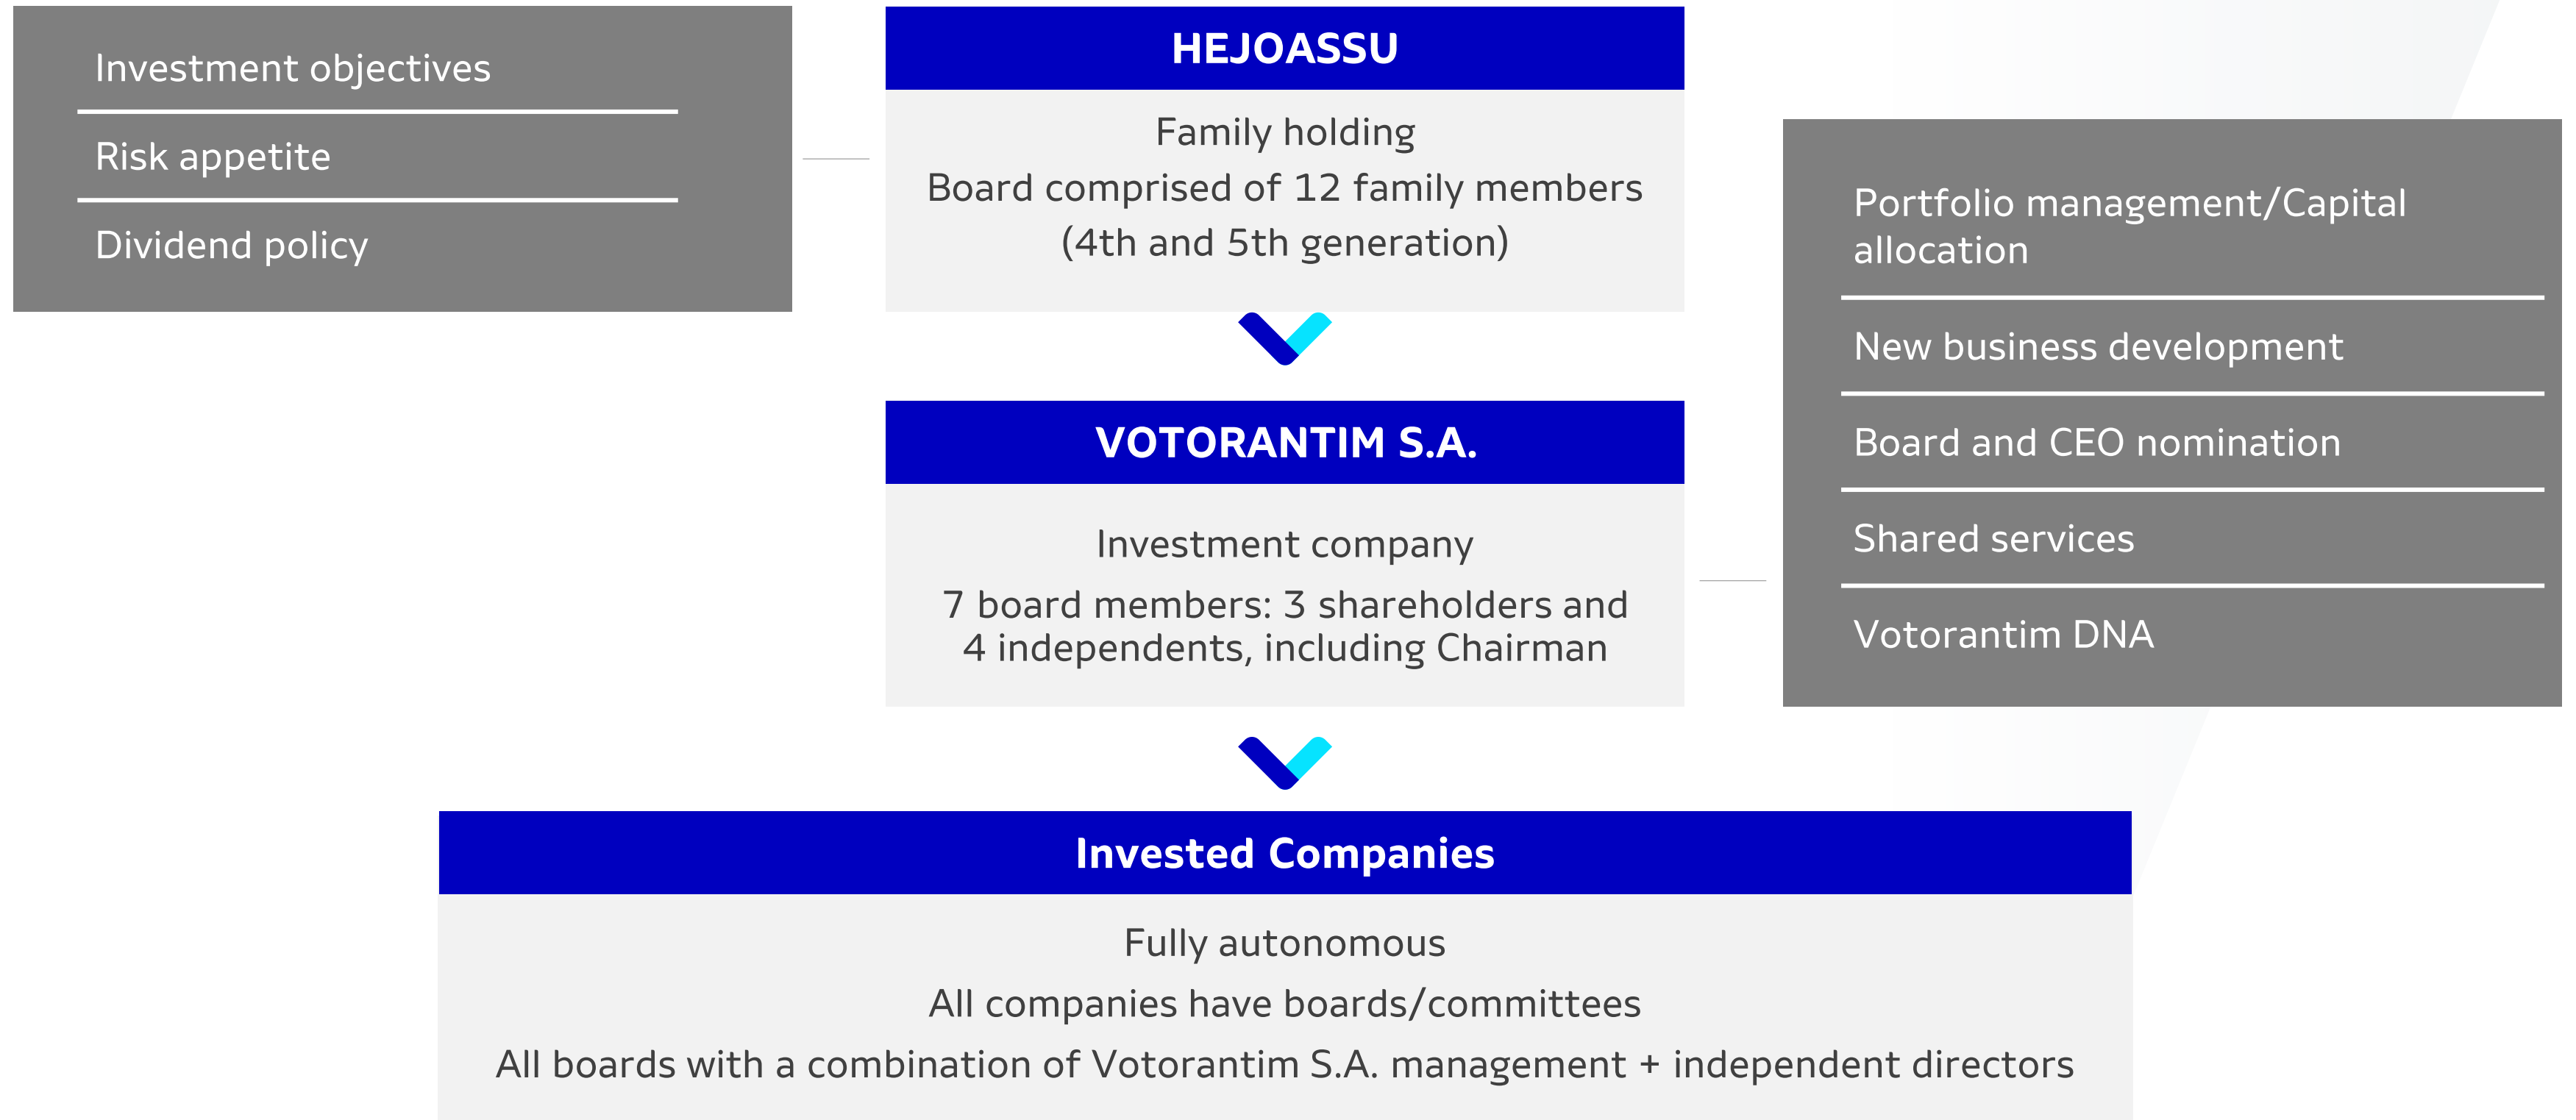 Investment objectives
Risk appetite
Dividend policy
HEJOASSU
Family holding
Board comprised of 12 family members
(4th and 5th generation)
VOTORANTIM S.A.
Investment company
7 board members: 3 shareholders and
4 independents, including Chairman
Portfolio management/Capital
allocation
New business development
Board and CEO nomination
Shared services
Votorantim DNA
Invested Companies
Fully autonomous
All companies have boards/committees
All boards with a combination of Votorantim S.A. management + independent directors